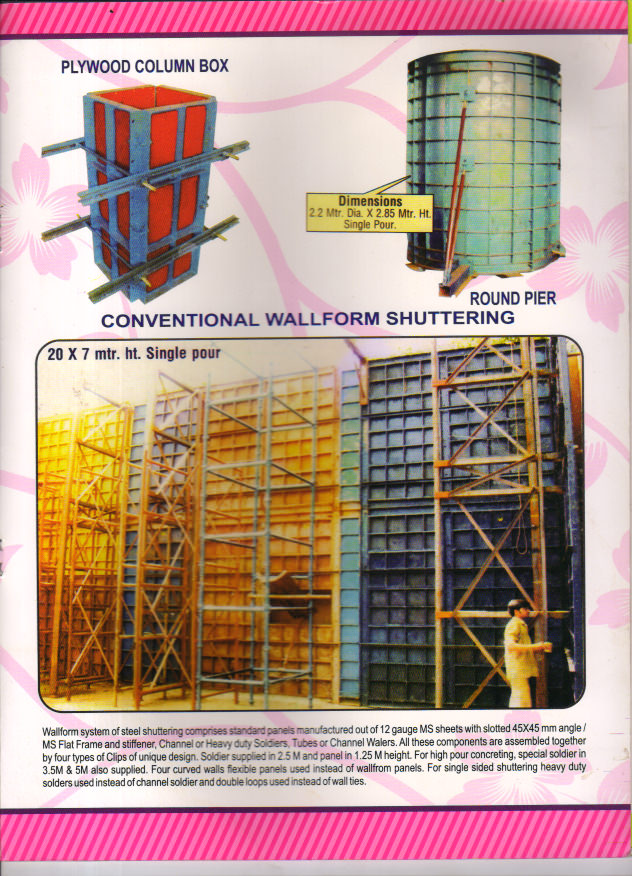 PLYWOOD COLUMN BOX
Dimensions
2.2 Mtr. Dia. X 2.85 Mtr. Ht.
Single Pour.
ROUND PIER
CONVENTIONAL WALLFORM SHUTTERING
20 X 7 mtr. ht. Single pour
Wallform system of steel shuttering comprises standard panels manufactured out of 12 gauge MS sheets with slotted 45X45 mm angle /
MS Flat Frame and stiffener, Channel or Heavy duty Soldiers, Tubes or Channel Walers. All these components are assembled together
by four types of Clips of unique design. Soldier supplied in 2.5 M and panel in 1.25 M height. For high pour concreting, special soldier in
3.5M & 5M also supplied. Four curved walls flexible panels used instead of wallfrom panels. For single sided shuttering heavy duty
solders used instead of channel soldier and double loops used instead of wall ties.